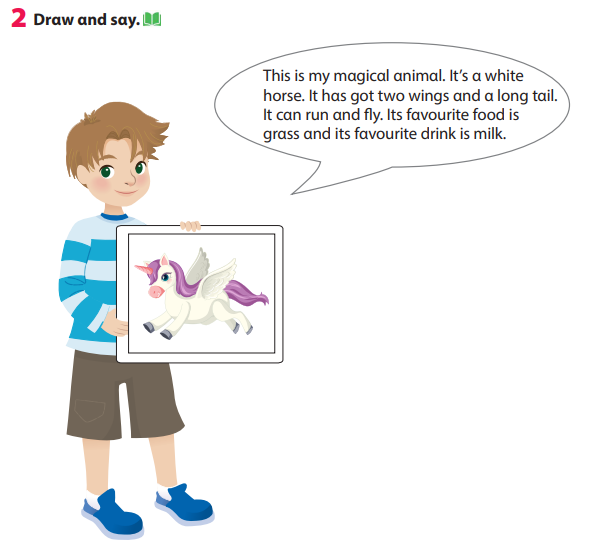 2 Draw and say.
This is my magical animal. It's a white
horse. It has got two wings and a long tail.
It can run and fly. Its favourite food is
grass and its favourite drink is milk.